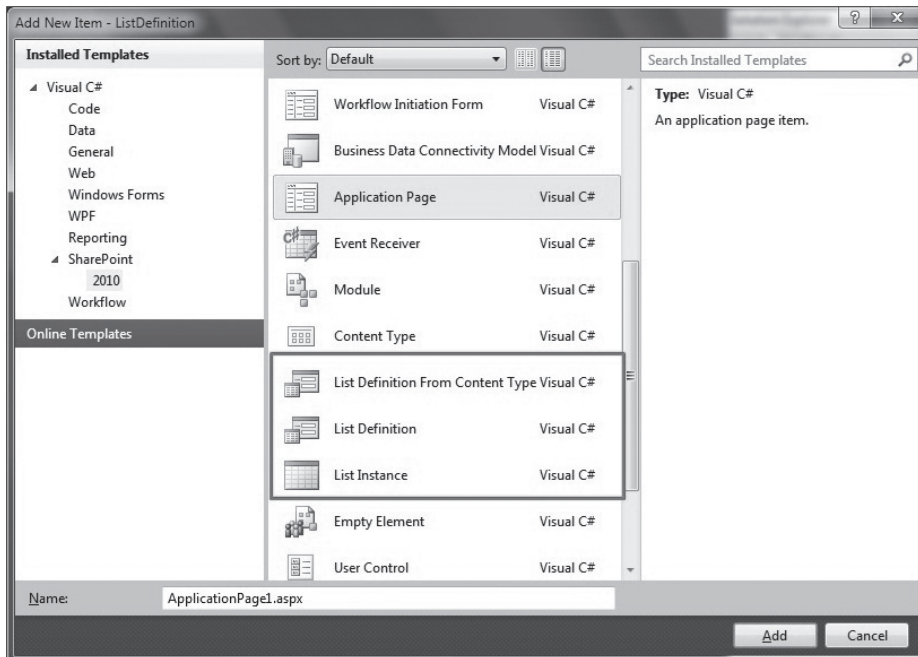 Add New Item - ListDefinition
Installed Templates
Visual C#
Code
Data
General
Web
Windows Forms
WPF
Reporting
SharePoint
2010
Workflow
Online Templates
Sort by: Default
Workflow Initiation Form Visual C#
Business Data Connectivity Model Visual C#
Application Page Visual C#
Event Receiver Visual C#
Module Visual C#
Content Type Visual C#
List Definition From Content Type Visual C#
List Definition Visual C#
List Instance Visual C#
Empty Element Visual C#
User Control Visual C#
Search Installed Templates
Type: Visual C#
An application page item.
Name: ApplicationPage1.aspx
Add Cancel